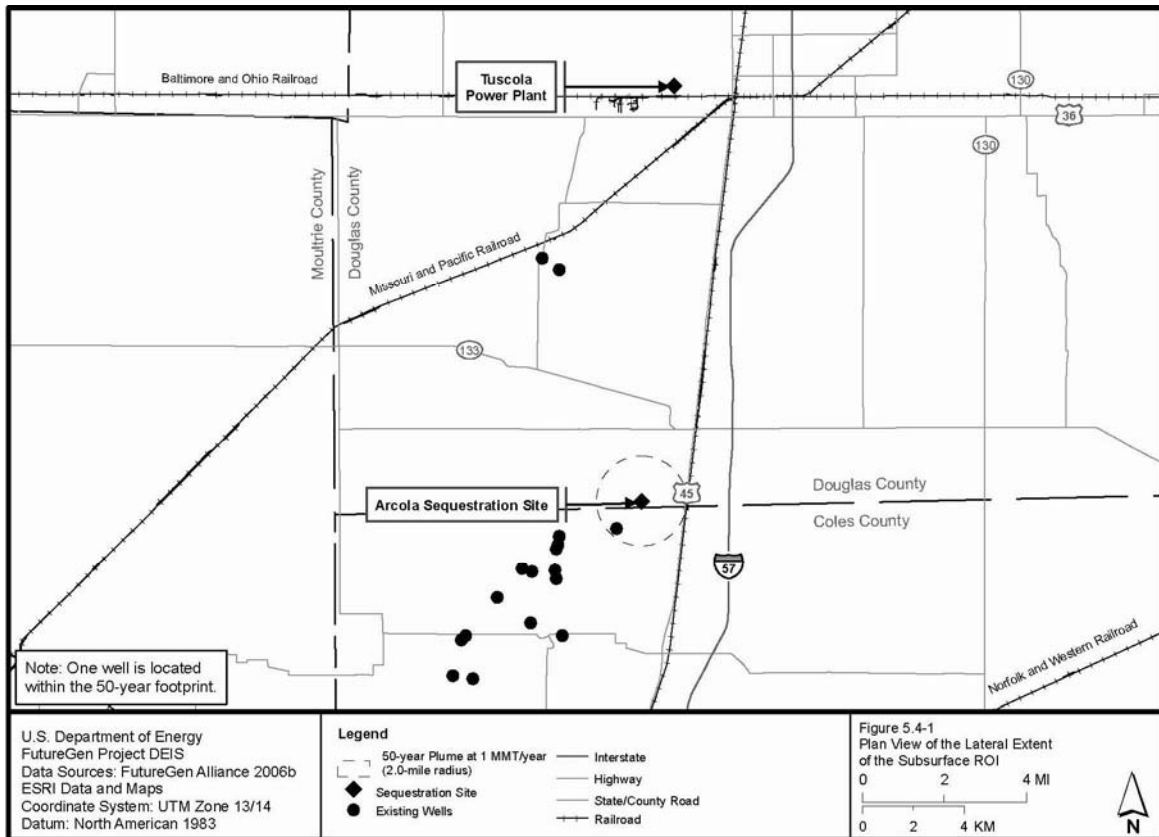 Baltimore and Ohio Railroad
Tuscola
Power Plant
130
36
130
Moultrie County
Douglas County
Missouri and Pacific Railroad
133
Arcola Sequestration Site
45
Douglas County
Coles County
57
Norfolk and Western Railroad
Note: One well is located
within the 50-year footprint.
U.S. Department of Energy
FutureGen Project DEIS
Data Sources: FutureGen Alliance 2006b
ESRI Data and Maps
Coordinate System: UTM Zone 13/14
Datum: North American 1983
Legend
50-year Plume at 1 MMT/year
(2.0-mile radius)
Sequestration Site
Existing Wells
Interstate
Highway
State/County Road
Railroad
Figure 5.4-1
Plan View of the Lateral Extent
of the Subsurface ROI
0 2 4 MI
0 2 4 KM
N